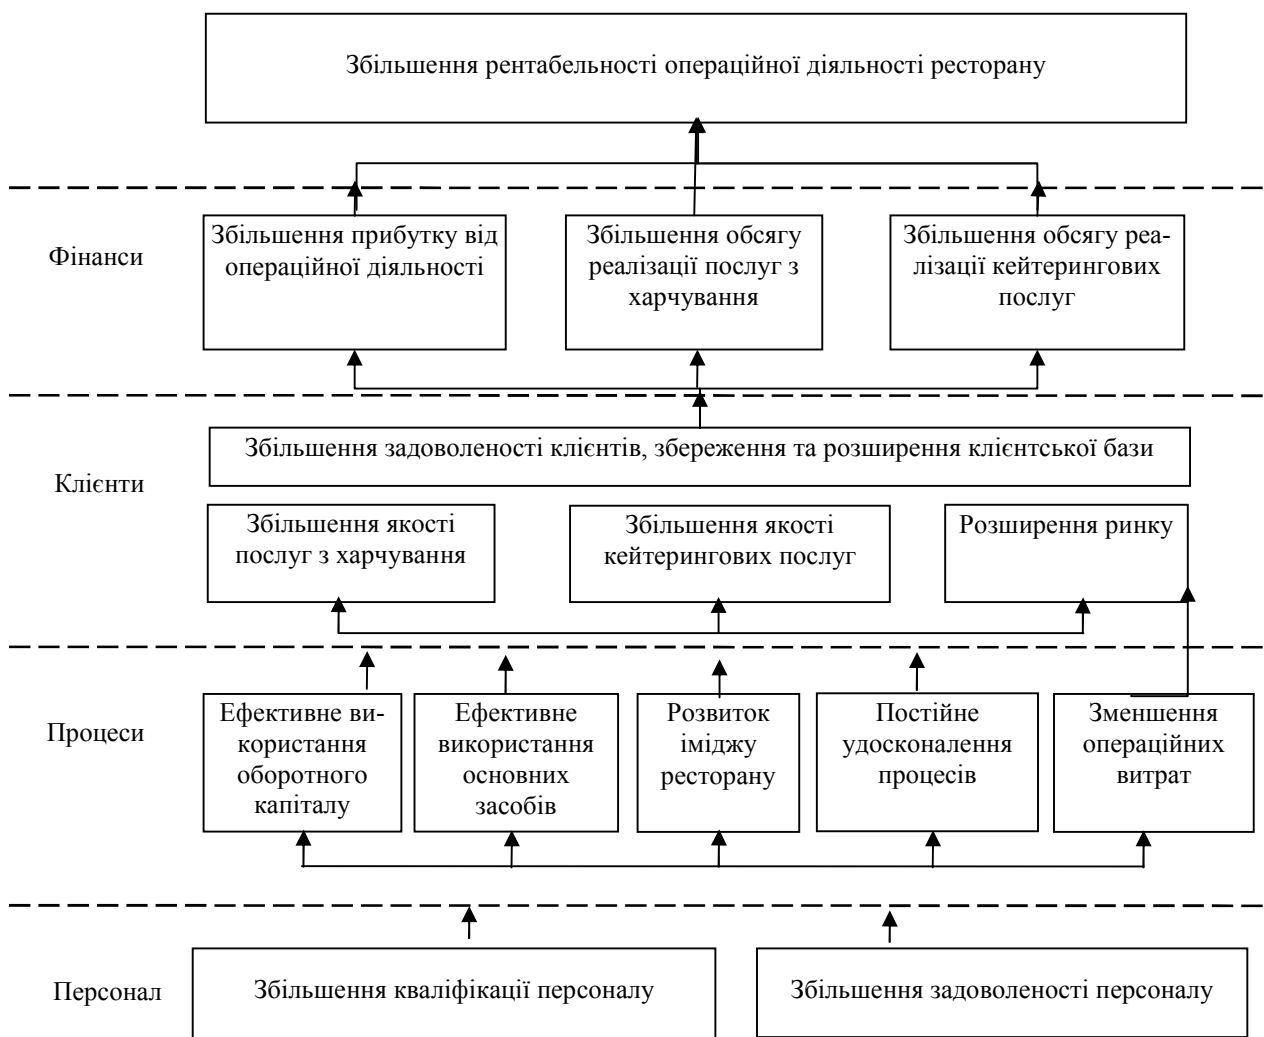 Збільшення рентабельності операційної діяльності ресторану
Фінанси
Збільшення прибутку від
операційної діяльності
Збільшення обсягу
реалізації послуг з
харчування
Збільшення обсягу реа-
лізації кейтерингових
послуг
Клієнти
Збільшення задоволеності клієнтів, збереження та розширення клієнтської бази
Збільшення якості
послуг з харчування
Збільшення якості
кейтерингових послуг
Розширення ринку
Процеси
Ефективне ви-
користання
оборотного
капіталу
Ефективне
використання
основних
засобів
Розвиток
іміджу
ресторану
Постійне
удосконалення
процесів
Зменшення
операційних
витрат
Персонал
Збільшення кваліфікації персоналу
Збільшення задоволеності персоналу